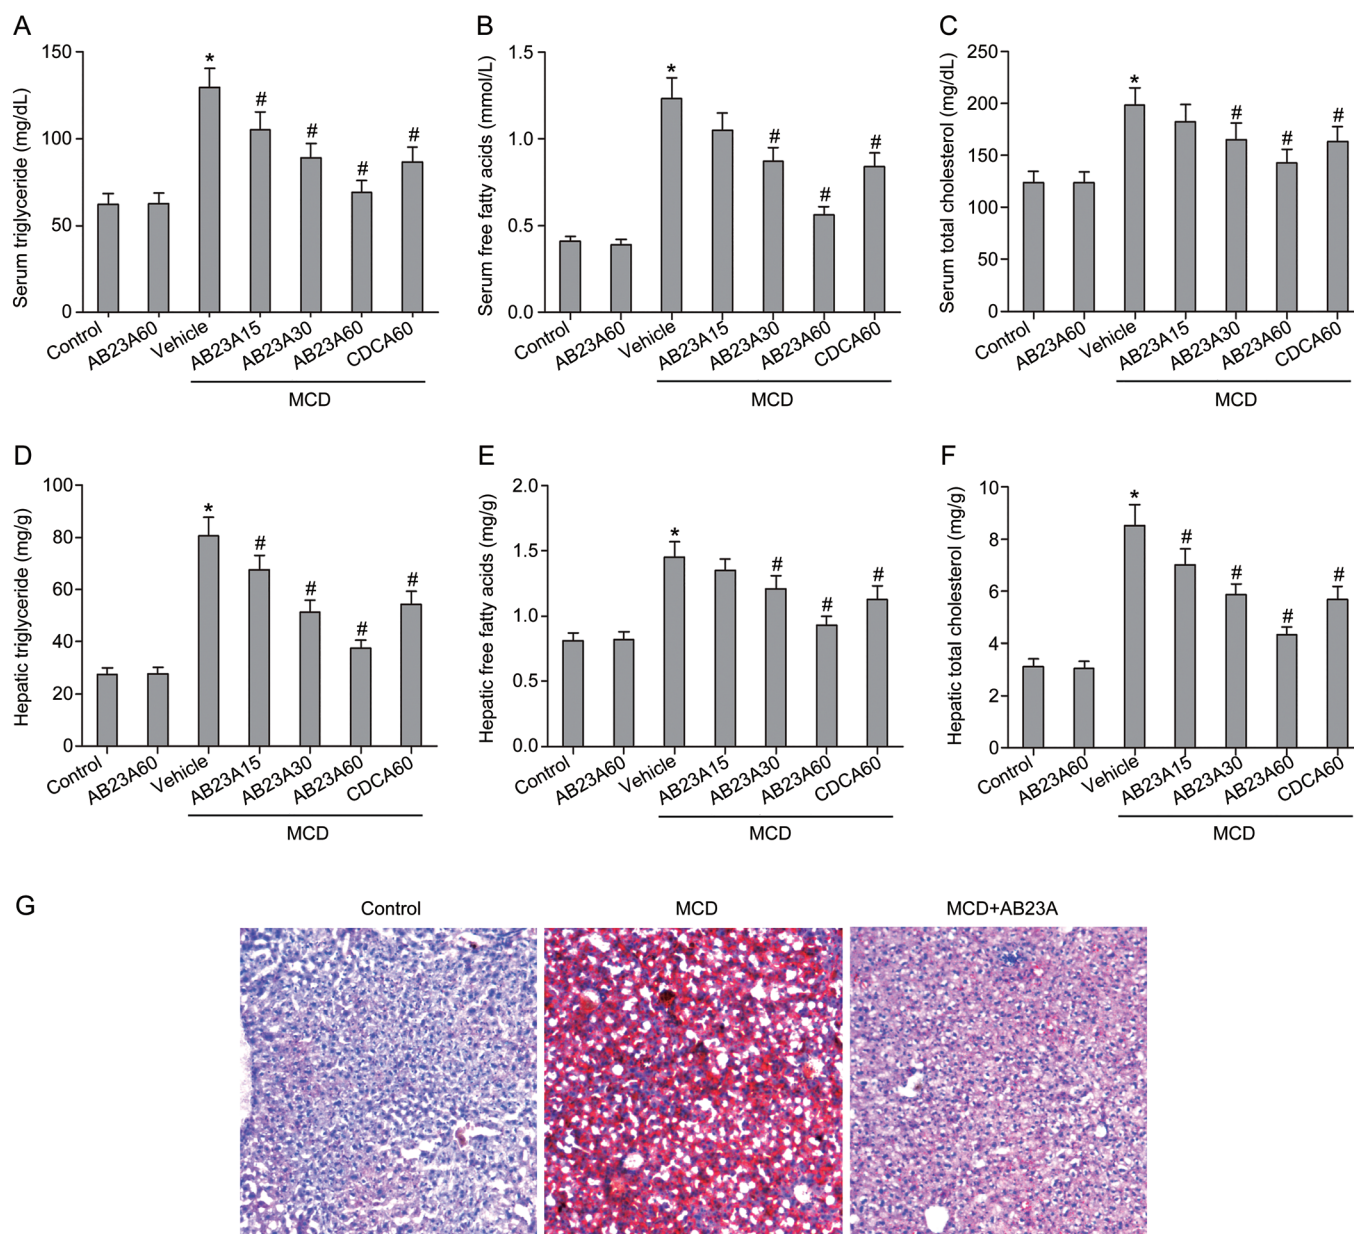 A
Serum triglyceride (mg/dL)
150
100
50
0
*
#
#
#
#
Control
AB23A60
Vehicle
AB23A15
AB23A30
AB23A60
CDCA60
MCD
B
Serum free fatty acids (mmol/L)
1.5
1.0
0.5
0.0
*
#
#
#
Control
AB23A60
Vehicle
AB23A15
AB23A30
AB23A60
CDCA60
MCD
C
Serum total cholesterol (mg/dL)
250
200
150
100
50
0
*
#
#
#
Control
AB23A60
Vehicle
AB23A15
AB23A30
AB23A60
CDCA60
MCD
D
Hepatic triglyceride (mg/g)
100
80
60
40
20
0
*
#
#
#
#
Control
AB23A60
Vehicle
AB23A15
AB23A30
AB23A60
CDCA60
MCD
E
Hepatic free fatty acids (mg/g)
2.0
1.5
1.0
0.5
0.0
*
#
#
#
Control
AB23A60
Vehicle
AB23A15
AB23A30
AB23A60
CDCA60
MCD
F
Hepatic total cholesterol (mg/g)
10
8
6
4
2
0
*
#
#
#
#
Control
AB23A60
Vehicle
AB23A15
AB23A30
AB23A60
CDCA60
MCD
G
Control
MCD
MCD+AB23A